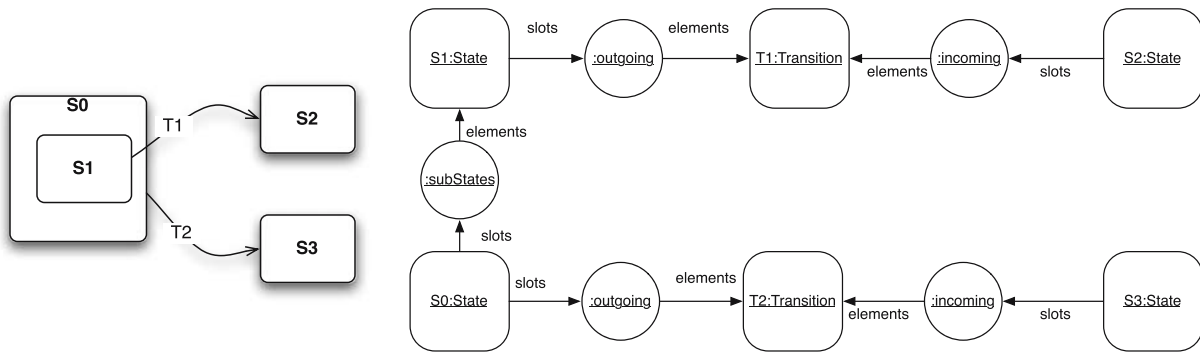 S0
S1
T1
S2
T2
S3
S1:State
slots
:outgoing
elements
T1:Transition
elements
:incoming
slots
S2:State
elements
:subStates
slots
S0:State
slots
:outgoing
elements
T2:Transition
elements
:incoming
slots
S3:State